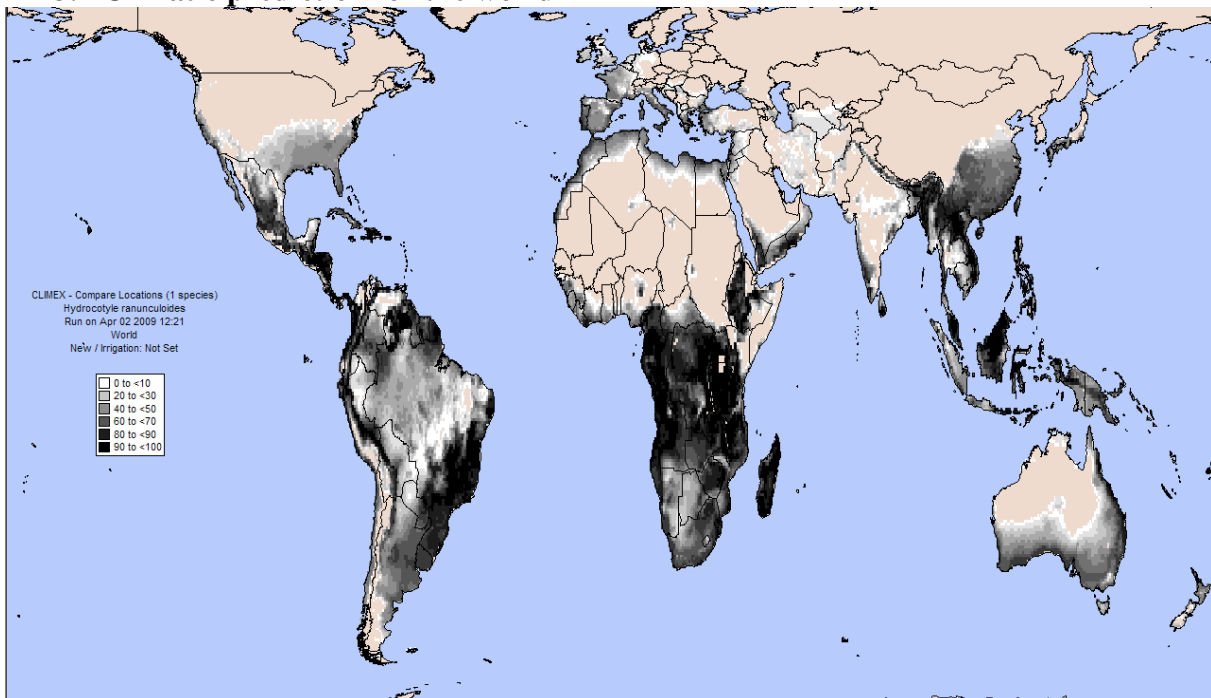 CLIMEX - Compare Locations (1 species)
Hydrocotyle ranunculoides
Run on Apr 02 2009 12:21
World
New / Irrigation: Not Set
0 to <10
20 to <30
40 to <50
60 to <70
80 to <90
90 to <100